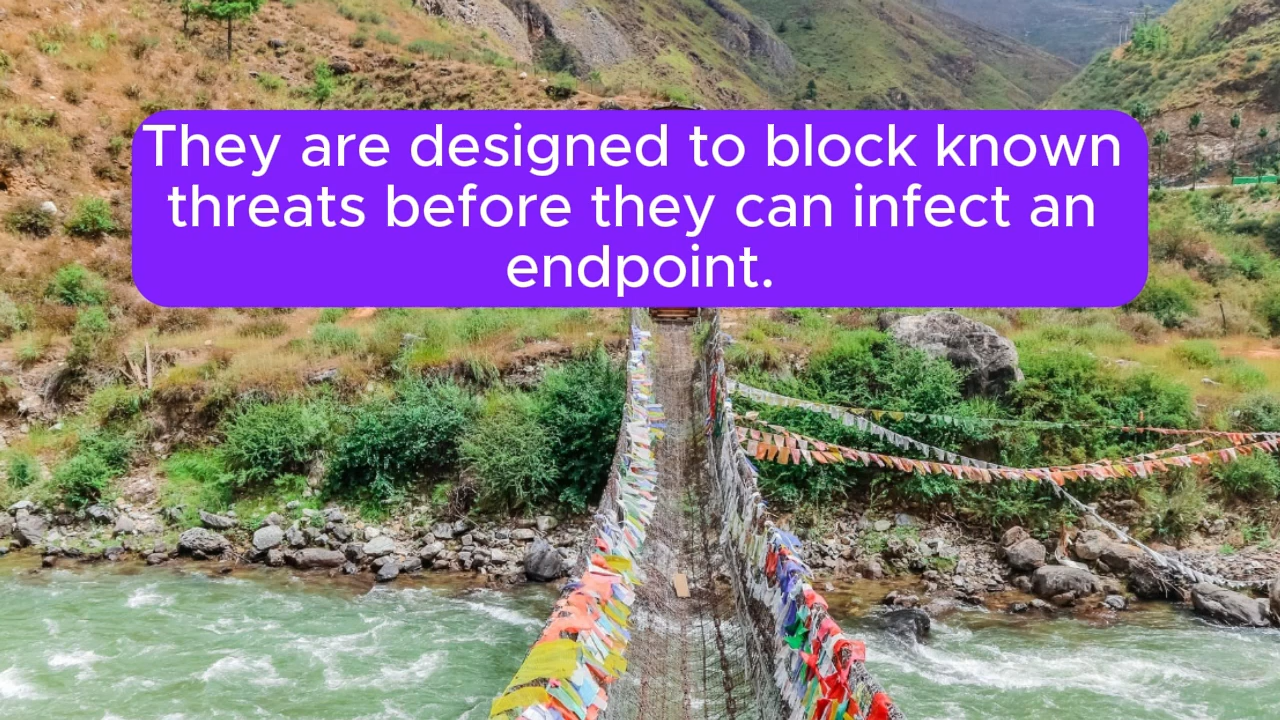 They are designed to block known
threats before they can infect an
endpoint.